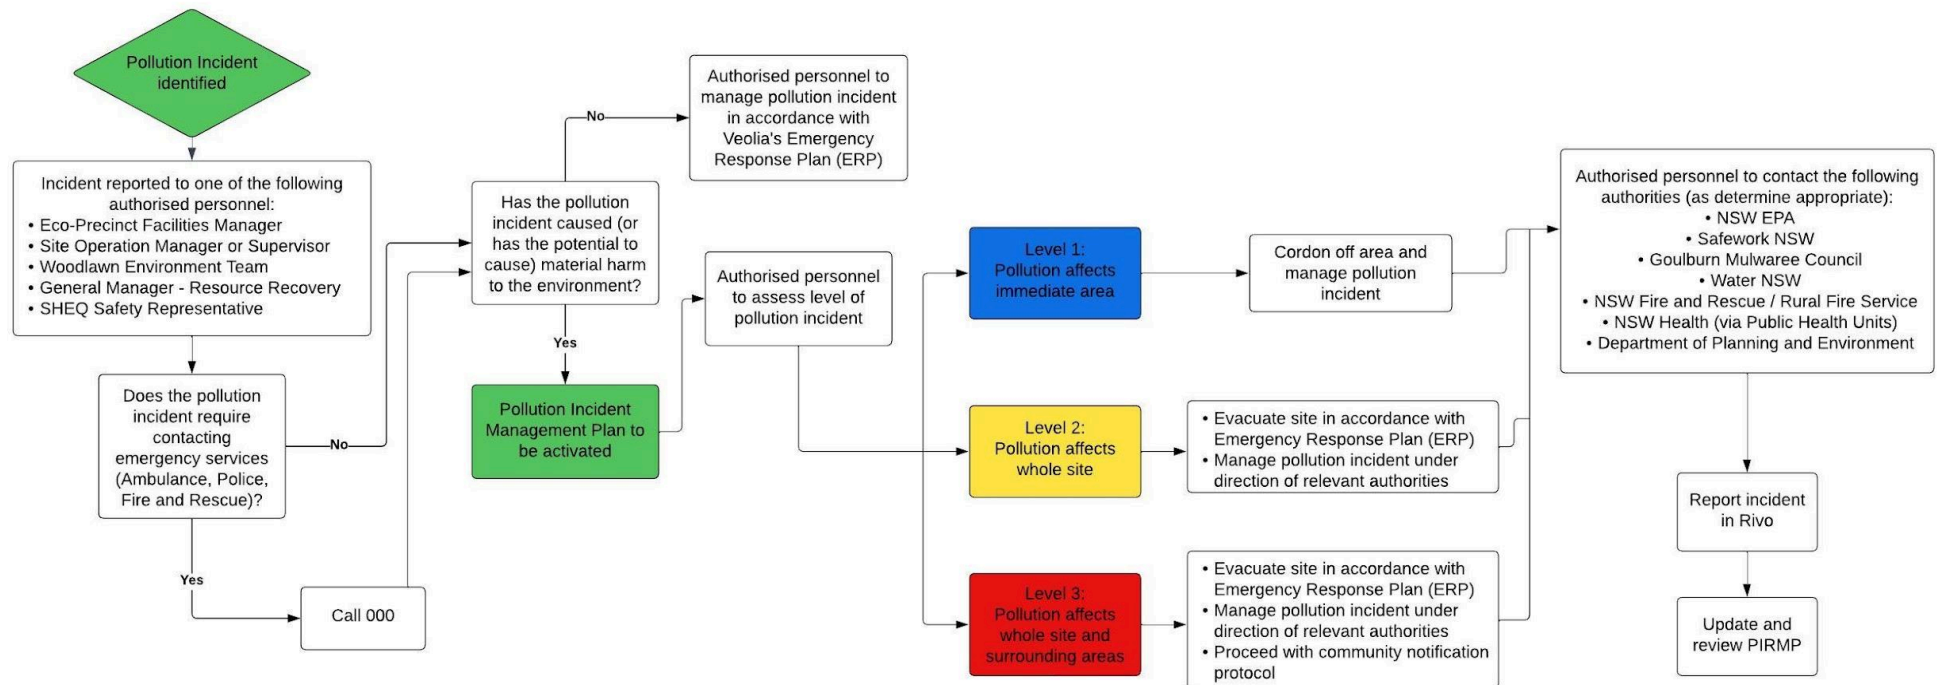 Pollution Incident
identified
Incident reported to one of the following
authorised personnel:
• Eco-Precinct Facilities Manager
• Site Operation Manager or Supervisor
• Woodlawn Environment Team
• General Manager - Resource Recovery
• SHEQ Safety Representative
Does the pollution
incident require
contacting
emergency services
(Ambulance, Police,
Fire and Rescue)?
No
Yes
Call 000
Has the pollution
incident caused (or
has the potential to
cause) material harm
to the environment?
No
Authorised personnel to
manage pollution incident
in accordance with
Veolia's Emergency
Response Plan (ERP)
Yes
Pollution Incident
Management Plan to
be activated
Authorised personnel
to assess level of
pollution incident
Level 1:
Pollution affects
immediate area
Cordon off area and
manage pollution
incident
Level 2:
Pollution affects
whole site
• Evacuate site in accordance with
Emergency Response Plan (ERP)
• Manage pollution incident under
direction of relevant authorities
Level 3:
Pollution affects
whole site and
surrounding areas
• Evacuate site in accordance with
Emergency Response Plan (ERP)
• Manage pollution incident under
direction of relevant authorities
• Proceed with community notification
protocol
Authorised personnel to contact the following
authorities (as determine appropriate):
• NSW EPA
• Safework NSW
• Goulburn Mulwaree Council
• Water NSW
• NSW Fire and Rescue / Rural Fire Service
• NSW Health (via Public Health Units)
• Department of Planning and Environment
Report incident
in Rivo
Update and
review PIRMP